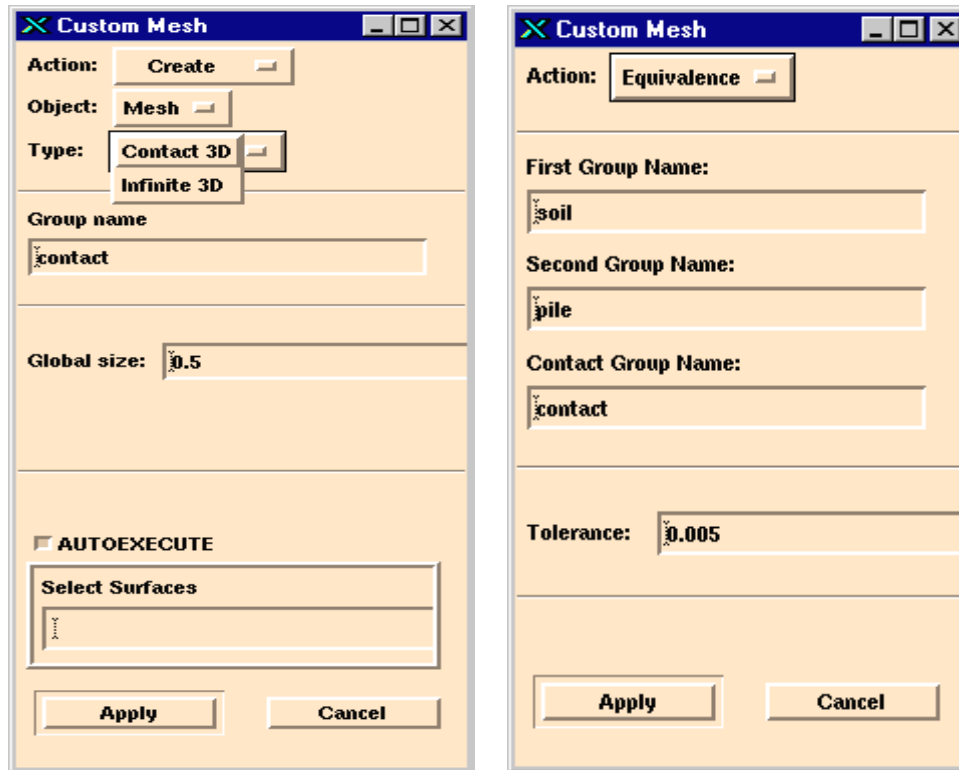 Custom Mesh
Action: Create
Object: Mesh
Type: Contact 3D
Infinite 3D
Group name
contact
Global size: 0.5
AUTOEXECUTE
Select Surfaces
Apply Cancel
Custom Mesh
Action: Equivalence
First Group Name:
soil
Second Group Name:
pile
Contact Group Name:
contact
Tolerance: 0.005
Apply Cancel